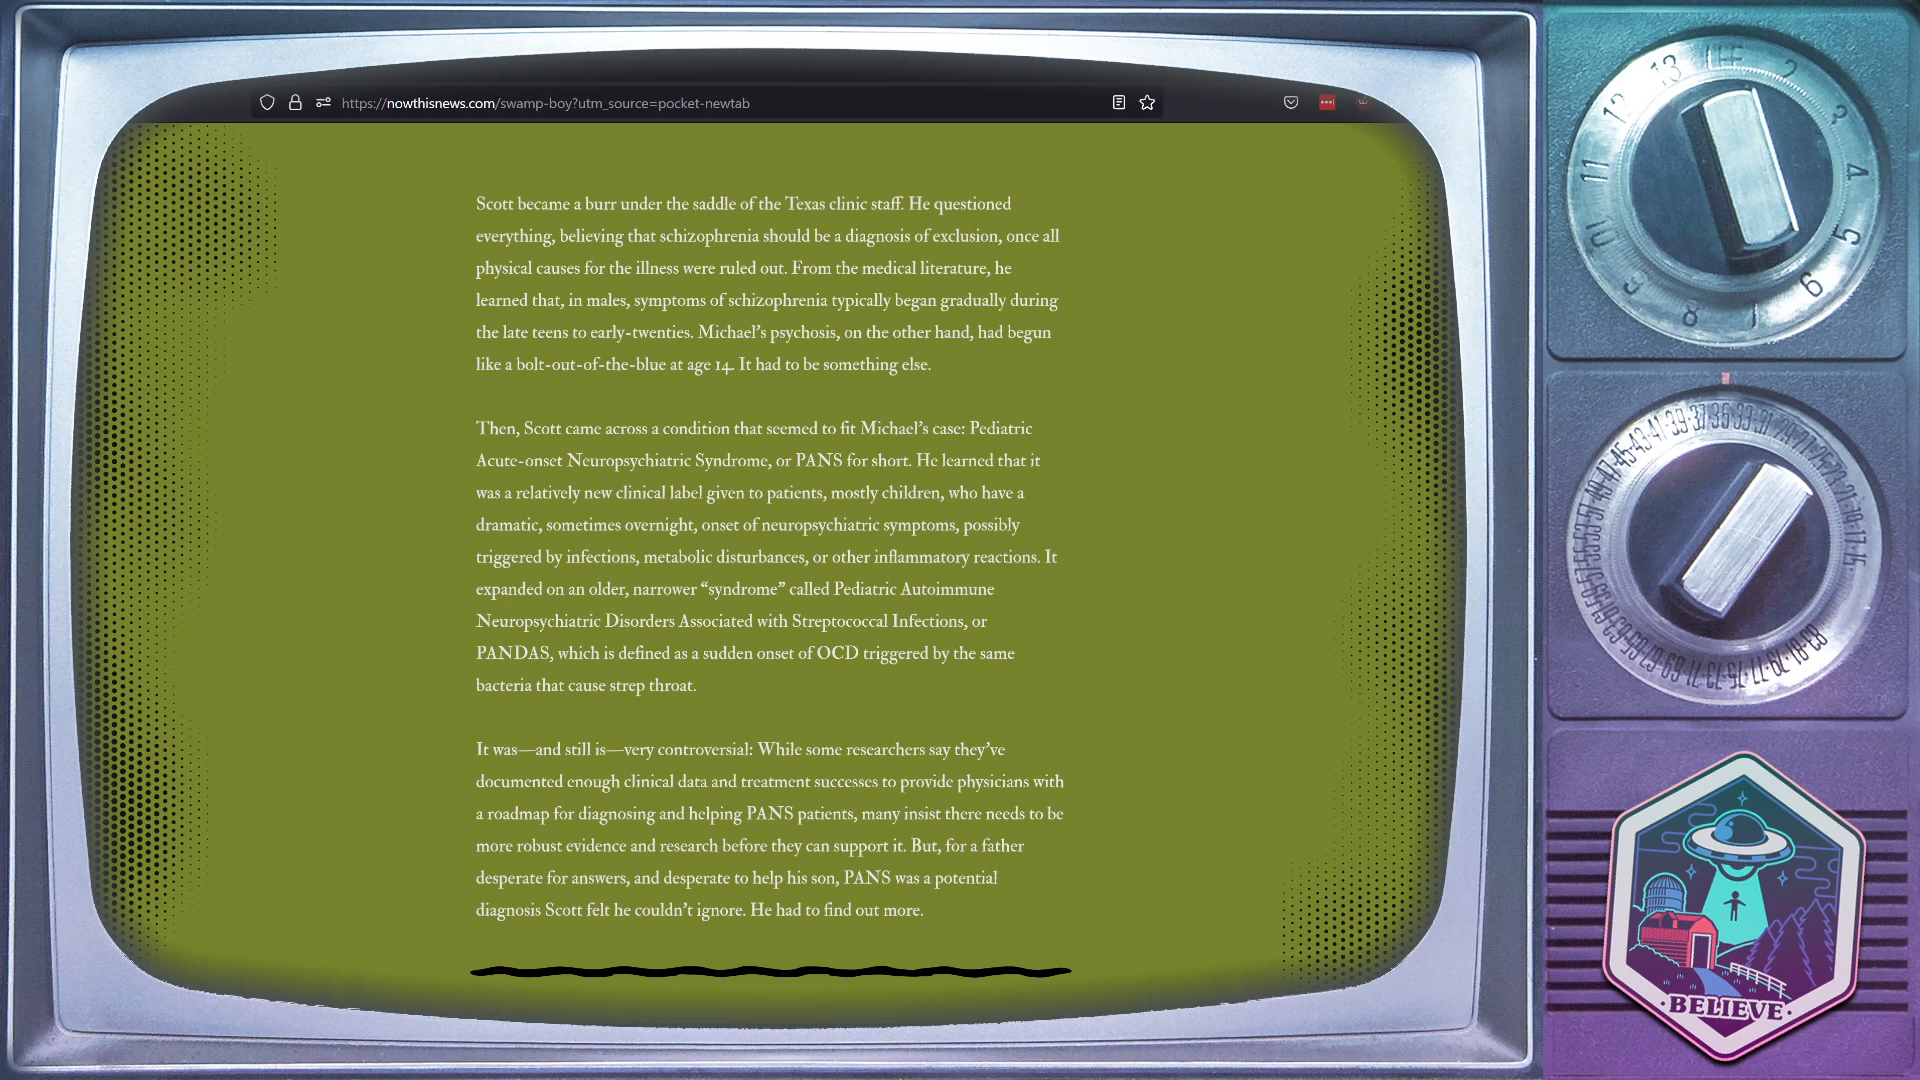 https://nowthisnews.com/swamp-boy?utm_source=pocket-newtab
Scott became a burr under the saddle of the Texas clinic staff. He questioned
everything, believing that schizophrenia should be a diagnosis of exclusion, once all
physical causes for the illness were ruled out. From the medical literature, he
learned that, in males, symptoms of schizophrenia typically began gradually during
the late teens to early-twenties. Michael’s psychosis, on the other hand, had begun
like a bolt-out-of-the-blue at age 14. It had to be something else.
Then, Scott came across a condition that seemed to fit Michael’s case: Pediatric
Acute-onset Neuropsychiatric Syndrome, or PANS for short. He learned that it
was a relatively new clinical label given to patients, mostly children, who have a
dramatic, sometimes overnight, onset of neuropsychiatric symptoms, possibly
triggered by infections, metabolic disturbances, or other inflammatory reactions. It
expanded on an older, narrower “syndrome” called Pediatric Autoimmune
Neuropsychiatric Disorders Associated with Streptococcal Infections, or
PANDAS, which is defined as a sudden onset of OCD triggered by the same
bacteria that cause strep throat.
It was—and still is—very controversial: While some researchers say they’ve
documented enough clinical data and treatment successes to provide physicians with
a roadmap for diagnosing and helping PANS patients, many insist there needs to be
more robust evidence and research before they can support it. But, for a father
desperate for answers, and desperate to help his son, PANS was a potential
diagnosis Scott felt he couldn’t ignore. He had to find out more.
2 3 4 5 6 7 8 9 10 11 12 13
·BELIEVE·